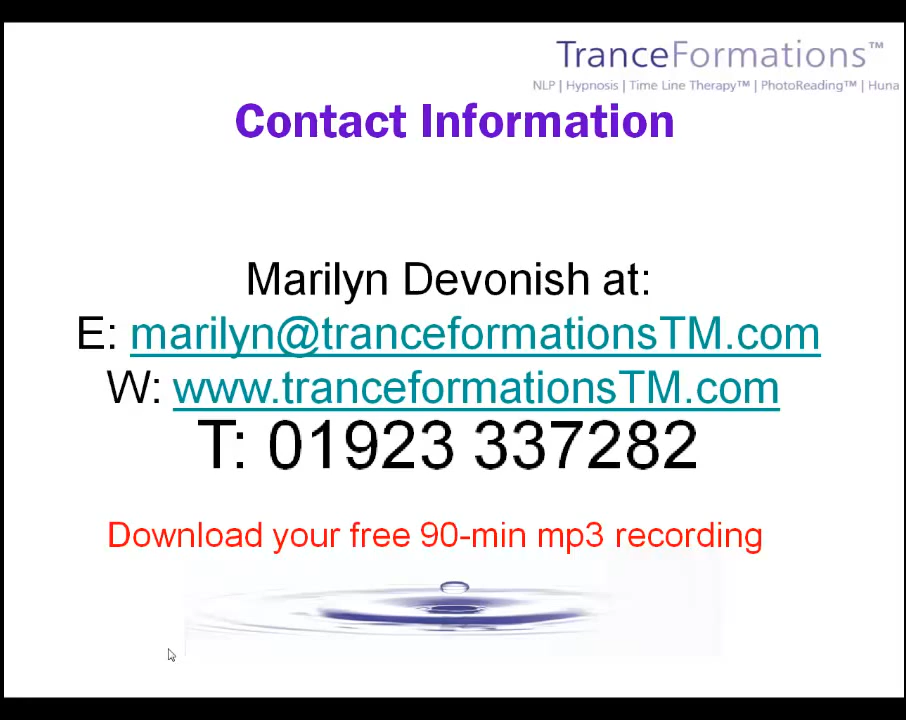 TranceFormations™
NLP | Hypnosis | Time Line Therapy™ | PhotoReading™ | Huna
Contact Information
Marilyn Devonish at:
E: marilyn@tranceformationsTM.com
W: www.tranceformationsTM.com
T: 01923 337282
Download your free 90-min mp3 recording